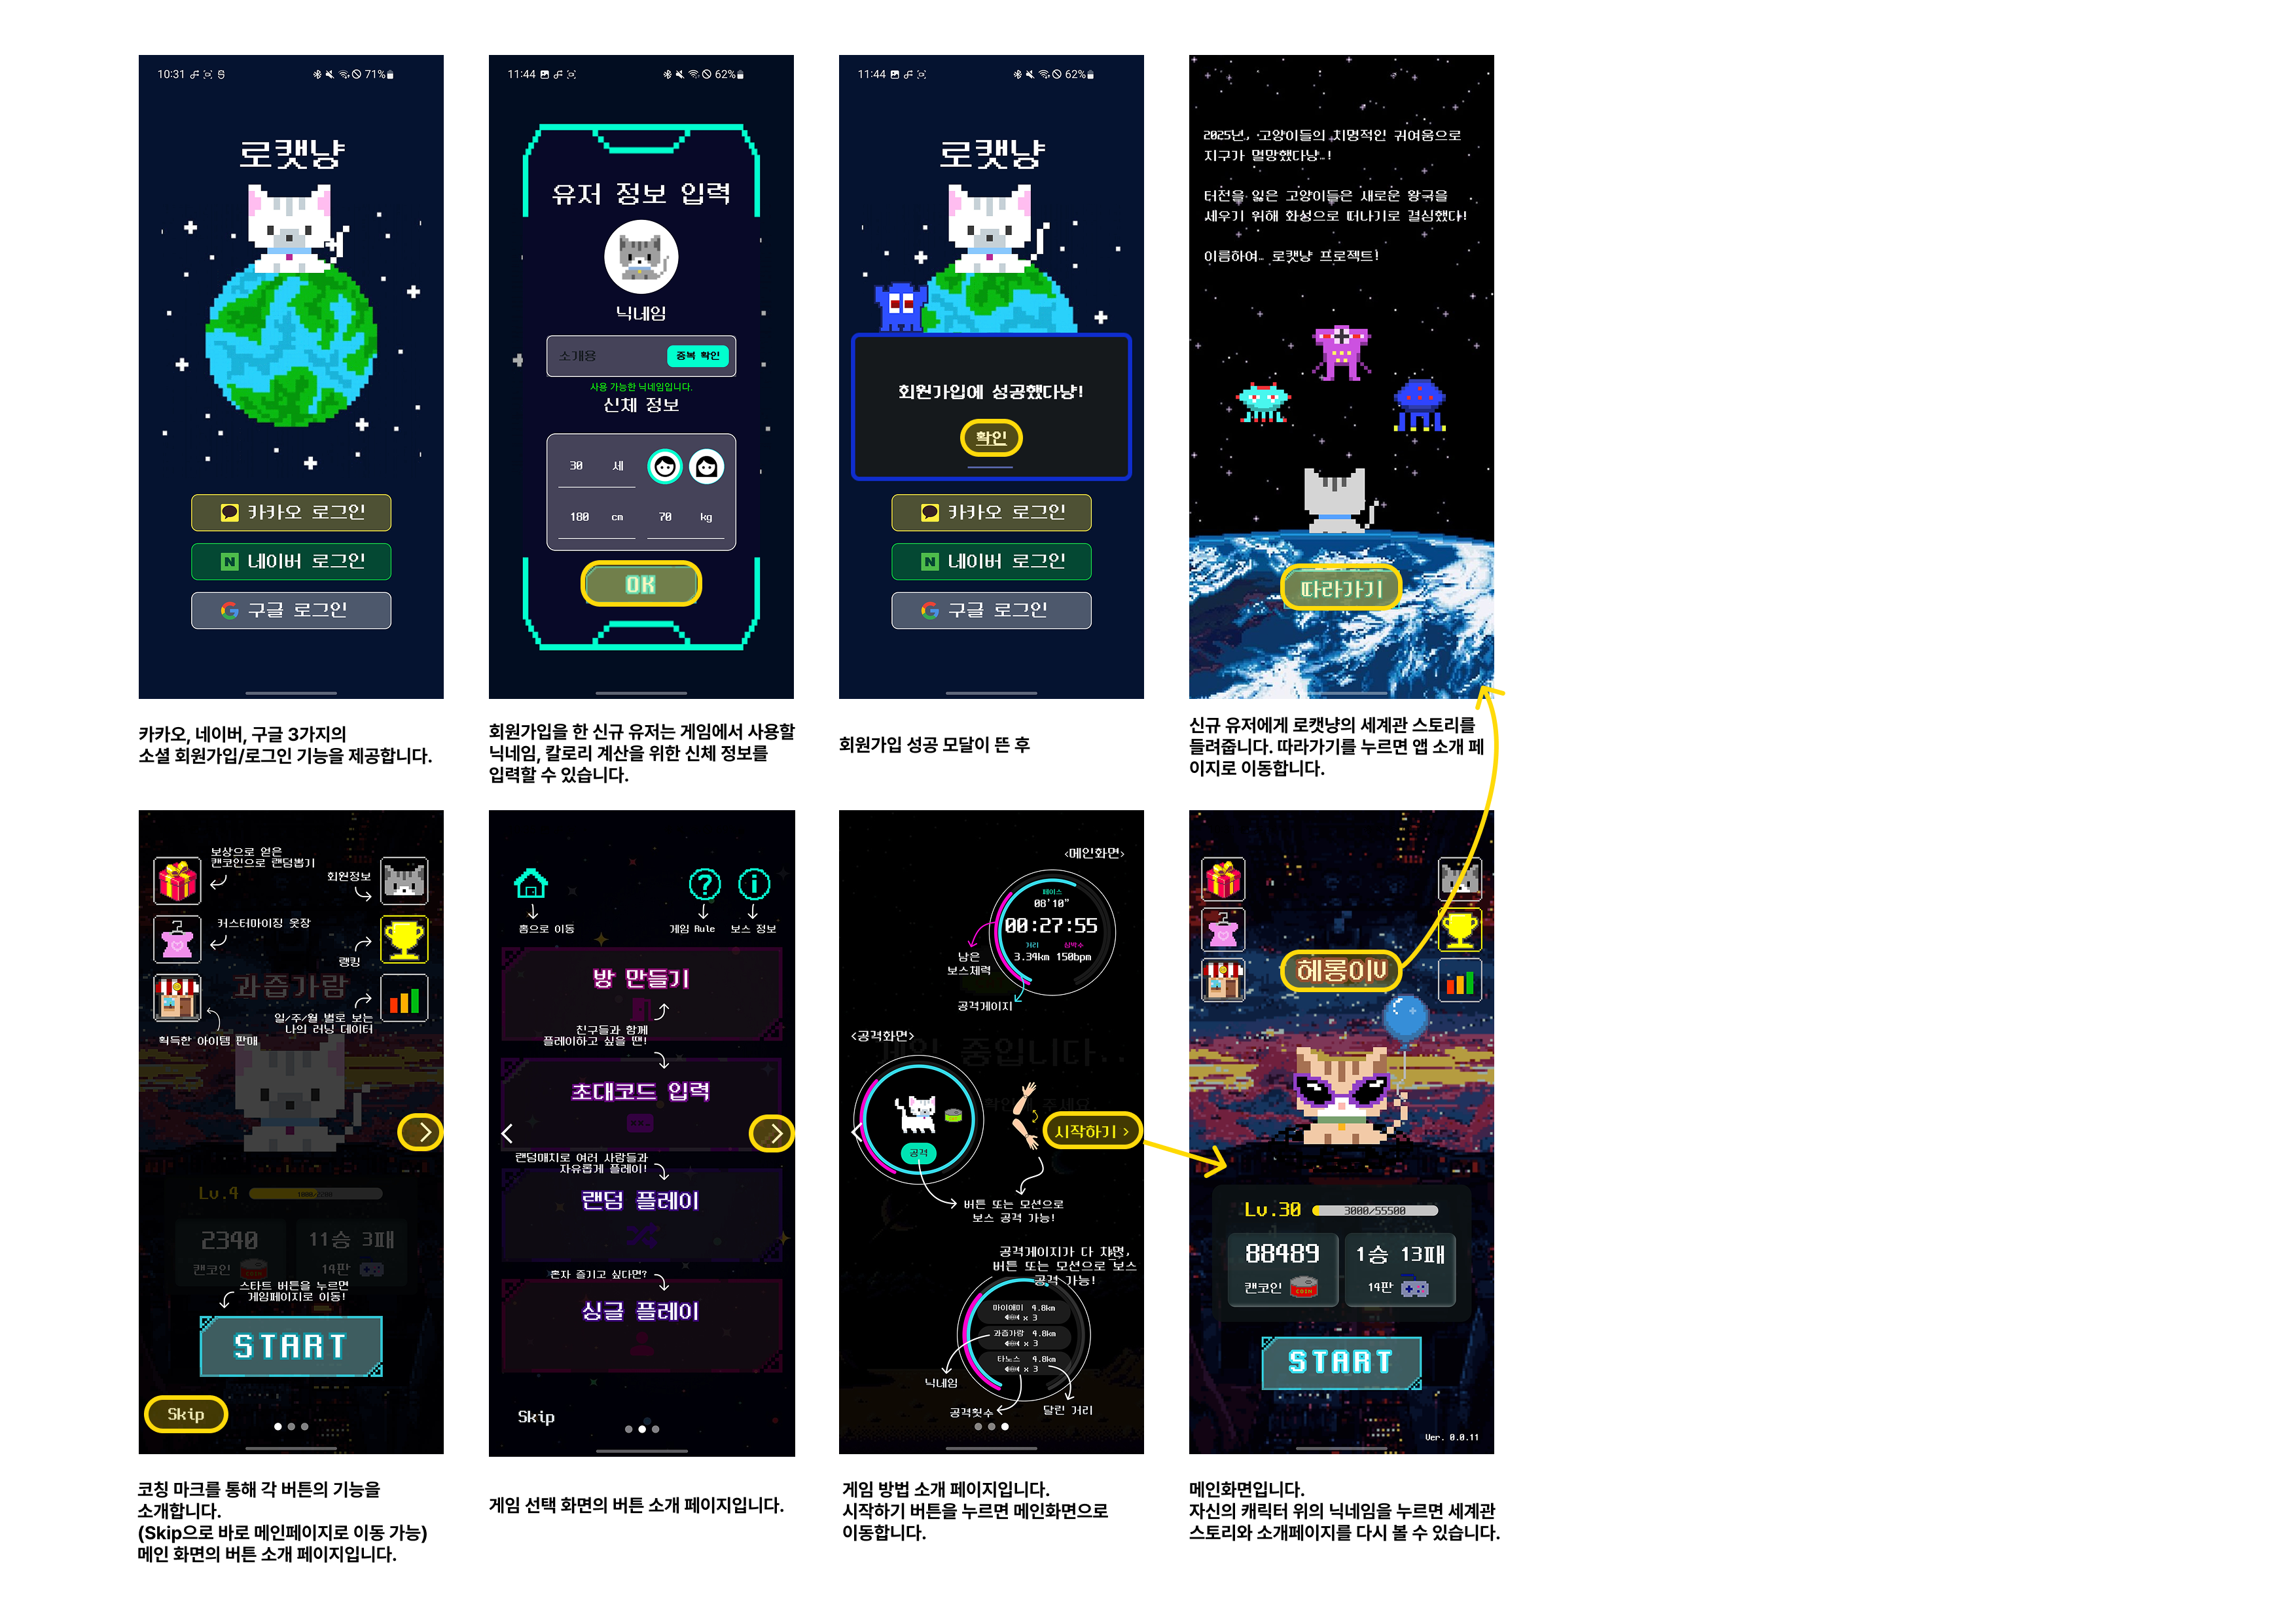 10:31
71%
로캣냥
카카오 로그인
네이버 로그인
구글 로그인
카카오, 네이버, 구글 3가지의
소셜 회원가입/로그인 기능을 제공합니다.
11:44
62%
유저 정보 입력
닉네임
소개용
중복 확인
사용 가능한 닉네임입니다.
신체 정보
30 세
180 cm 70 kg
OK
회원가입을 한 신규 유저는 게임에서 사용할
닉네임, 칼로리 계산을 위한 신체 정보를
입력할 수 있습니다.
11:44
62%
로캣냥
회원가입에 성공했다냥!
확인
카카오 로그인
네이버 로그인
구글 로그인
회원가입 성공 모달이 뜬 후
2025년, 고양이들의 치명적인 귀여움으로
지구가 멸망했다냥…!
터전을 잃은 고양이들은 새로운 왕국을
세우기 위해 화성으로 떠나기로 결심했다!
이름하여… 로캣냥 프로젝트!
따라가기
신규 유저에게 로캣냥의 세계관 스토리를
들려줍니다. 따라가기를 누르면 앱 소개 페
이지로 이동합니다.
보상으로 얻은
캔코인으로 랜덤뽑기
회원정보
커스터마이징 옷장
랭킹
과즙가람
일/주/월 별로 보는
나의 러닝 데이터
획득한 아이템 판매
Lv.4
2340
11승 3패
캔코인
14판
스타트 버튼을 누르면
게임페이지로 이동!
START
Skip
코칭 마크를 통해 각 버튼의 기능을
소개합니다.
(Skip으로 바로 메인페이지로 이동 가능)
메인 화면의 버튼 소개 페이지입니다.
홈으로 이동
게임 Rule
보스 정보
방 만들기
친구들과 함께
플레이하고 싶을 땐!
초대코드 입력
랜덤매치로 여러 사람들과
자유롭게 플레이!
랜덤 플레이
혼자 즐기고 싶다면?
싱글 플레이
Skip
게임 선택 화면의 버튼 소개 페이지입니다.
<메인화면>
페이스
08'10"
00:27:55
거리 심박수
3.34km 150bpm
남은
보스체력
공격게이지
<공격화면>
중입니다..
공격
시작하기 >
버튼 또는 모션으로
보스 공격 가능!
공격게이지가 다 차면,
버튼 또는 모션으로 보스
공격 가능!
마이애미 4.8km
x 3
과즙가람 4.8km
x 3
타노스 4.8km
x 3
닉네임
공격횟수
달린 거리
게임 방법 소개 페이지입니다.
시작하기 버튼을 누르면 메인화면으로
이동합니다.
헤롱이V
Lv.30
3000/55500
88489
1승 13패
캔코인
COIN
14판
START
Ver. 0.0.11
메인화면입니다.
자신의 캐릭터 위의 닉네임을 누르면 세계관
스토리와 소개페이지를 다시 볼 수 있습니다.